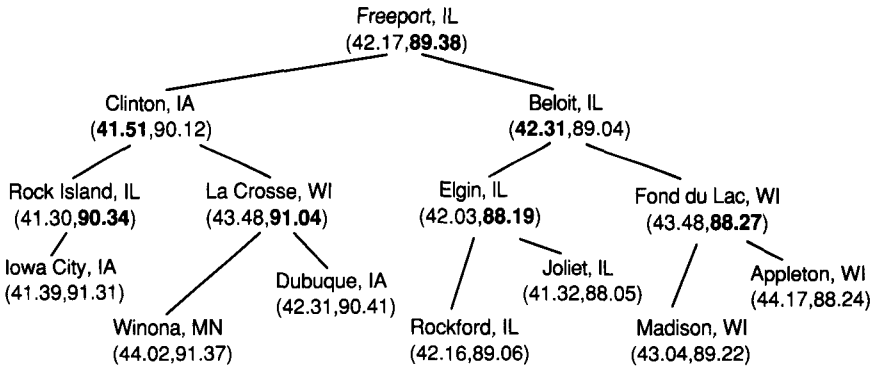 Freeport, IL
(42.17,89.38)
Clinton, IA
(41.51,90.12)
Beloit, IL
(42.31,89.04)
Rock Island, IL
(41.30,90.34)
La Crosse, WI
(43.48,91.04)
Elgin, IL
(42.03,88.19)
Fond du Lac, WI
(43.48,88.27)
Iowa City, IA
(41.39,91.31)
Dubuque, IA
(42.31,90.41)
Joliet, IL
(41.32,88.05)
Appleton, WI
(44.17,88.24)
Winona, MN
(44.02,91.37)
Rockford, IL
(42.16,89.06)
Madison, WI
(43.04,89.22)